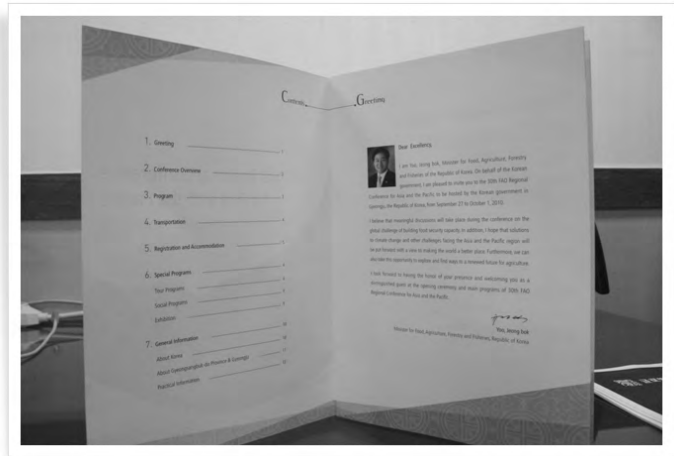 Contents
1. Greeting
2. Conference Overview
3. Program
4. Transportation
5. Registration and Accommodation
6. Special Programs
Tour Programs
Social Programs
Exhibition
7. General Information
About Korea
About Gyeongsangbuk-do Province & Gyeongju
Practical Information
Greeting
Dear Excellency,
I am Yoo, Jeong bok, Minister for Food, Agriculture, Forestry
and Fisheries of the Republic of Korea. On behalf of the Korean
government, I am pleased to invite you to the 30th FAO Regional
Conference for Asia and the Pacific to be hosted by the Korean government in
Gyeongju, the Republic of Korea, from September 27 to October 1, 2010.
I believe that meaningful discussions will take place during the conference on the
global challenge of building food security capacity. In addition, I hope that solutions
to climate change and other challenges facing the Asia and the Pacific region will
be put forward with a view to making the world a better place. Furthermore, we can
also take this opportunity to explore and find ways to a renewed future for agriculture.
I look forward to having the honor of your presence and welcoming you as a
distinguished guest at the opening ceremony and main programs of 30th FAO
Regional Conference for Asia and the Pacific.
Yoo, Jeong bok
Minister for Food, Agriculture, Forestry and Fisheries, Republic of Korea